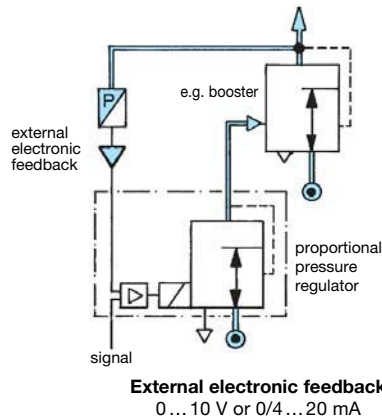 P
e.g. booster
external
electronic
feedback
proportional
pressure
regulator
signal
External electronic feedback
0 ... 10 V or 0/4 ... 20 mA